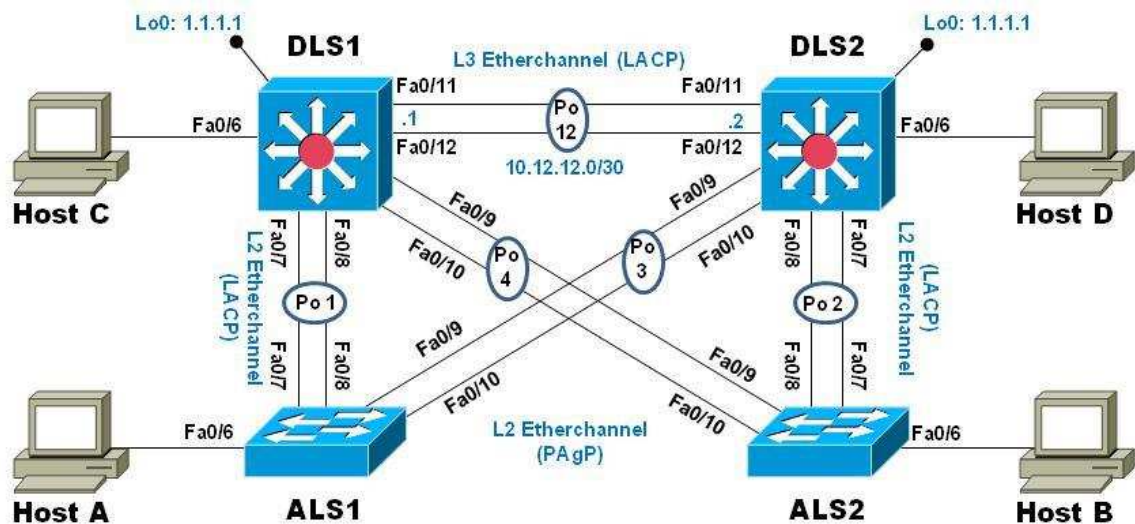 Lo0: 1.1.1.1
Lo0: 1.1.1.1
DLS1
DLS2
L3 Etherchannel (LACP)
Fa0/11
Fa0/11
Po
12
.1
.2
Fa0/6
Fa0/6
Fa0/12
Fa0/12
10.12.12.0/30
Host C
Host D
Fa0/9
Fa0/9
Fa0/10
Fa0/10
Fa0/7
Fa0/8
Fa0/8
Fa0/7
Po
4
Po
3
L2 Etherchannel
(LACP)
Po 1
Po 2
L2 Etherchannel
(LACP)
Fa0/7
Fa0/8
Fa0/9
Fa0/10
Fa0/9
Fa0/10
Fa0/8
Fa0/7
Fa0/6
L2 Etherchannel
(PAgP)
Fa0/6
Host A
ALS1
ALS2
Host B